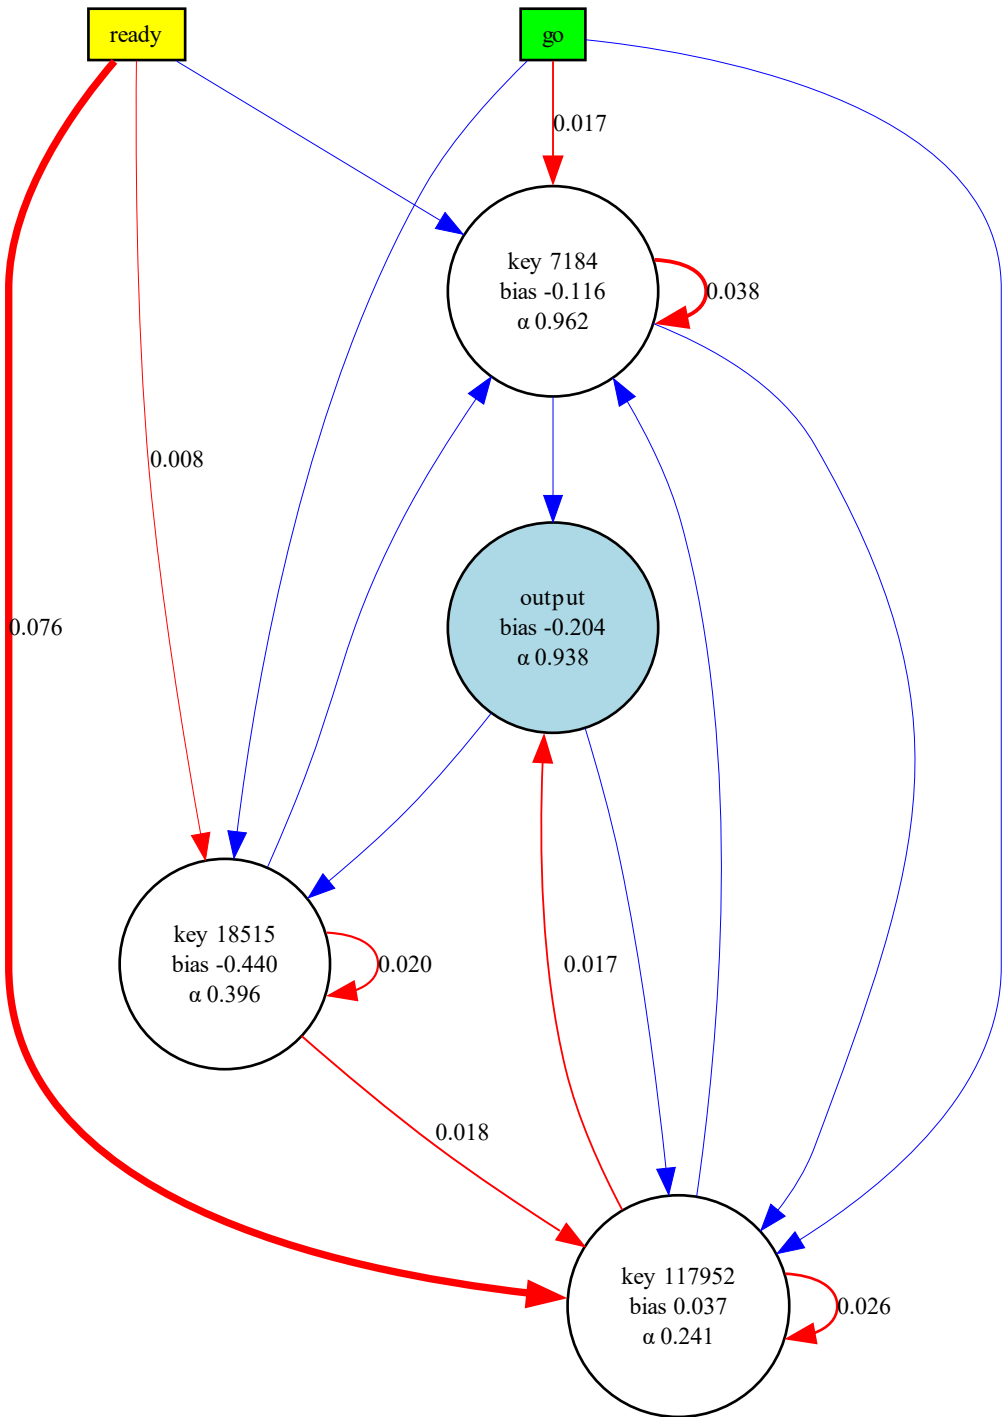 ready
go
0.017
key 7184
bias -0.116
α 0.962
0.038
0.008
output
bias -0.204
α 0.938
0.076
key 18515
bias -0.440
α 0.396
0.020
0.017
0.018
key 117952
bias 0.037
α 0.241
0.026